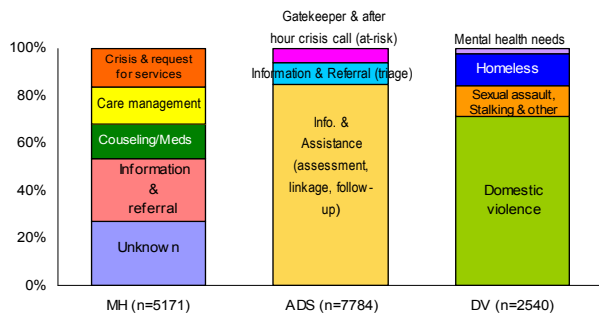 Gatekeeper & after
hour crisis call (at-risk)
Mental health needs
100%
80%
60%
40%
20%
0%
Crisis & request
for services
Care management
Couseling/Meds
Information
&
referral
Unknown
Information & Referral (triage)
Info. &
Assistance
(assessment,
linkage, follow-
up)
Homeless
Sexual assault,
Stalking & other
Domestic
violence
MH (n=5171)
ADS (n=7784)
DV (n=2540)